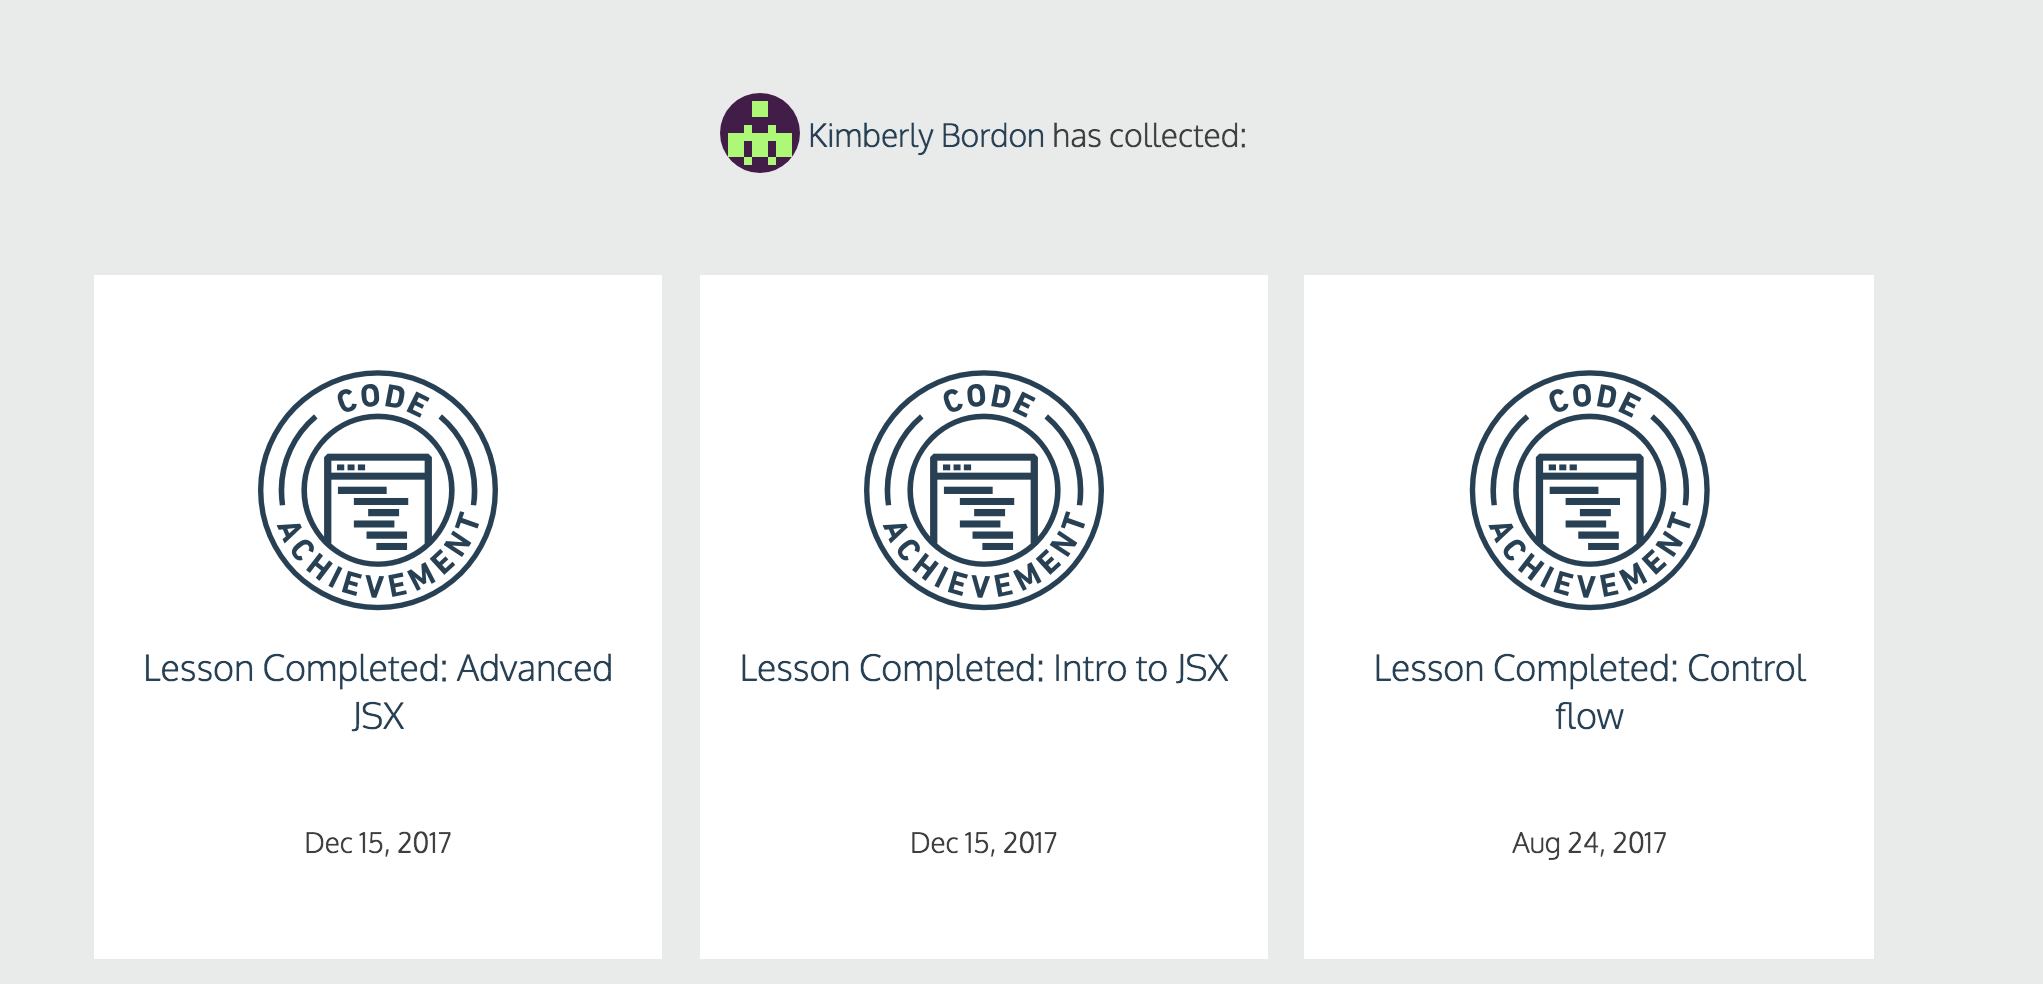 Kimberly Bordon has collected:
CODE
ACHIEVEMENT
Lesson Completed: Advanced
JSX
Dec 15, 2017
CODE
ACHIEVEMENT
Lesson Completed: Intro to JSX
Dec 15, 2017
CODE
ACHIEVEMENT
Lesson Completed: Control
flow
Aug 24, 2017